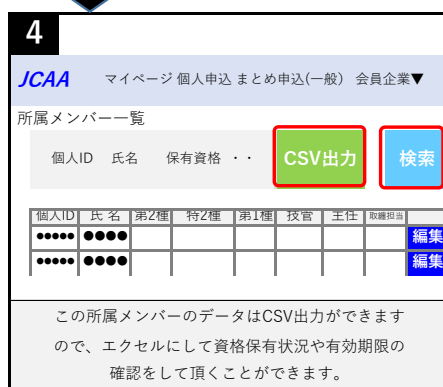 4
JCAA マイページ 個人申込 まとめ申込(一般) 会員企業▼
所属メンバー一覧
個人ID 氏名 保有資格 ・・ CSV出力 検索
個人ID 氏 名 第2種 特2種 第1種 技管 主任 取纏担当
●●●●● ●●●● 編集
●●●●● ●●●● 編集
この所属メンバーのデータはCSV出力ができます
ので、エクセルにして資格保有状況や有効期限の
確認をして頂くことができます。